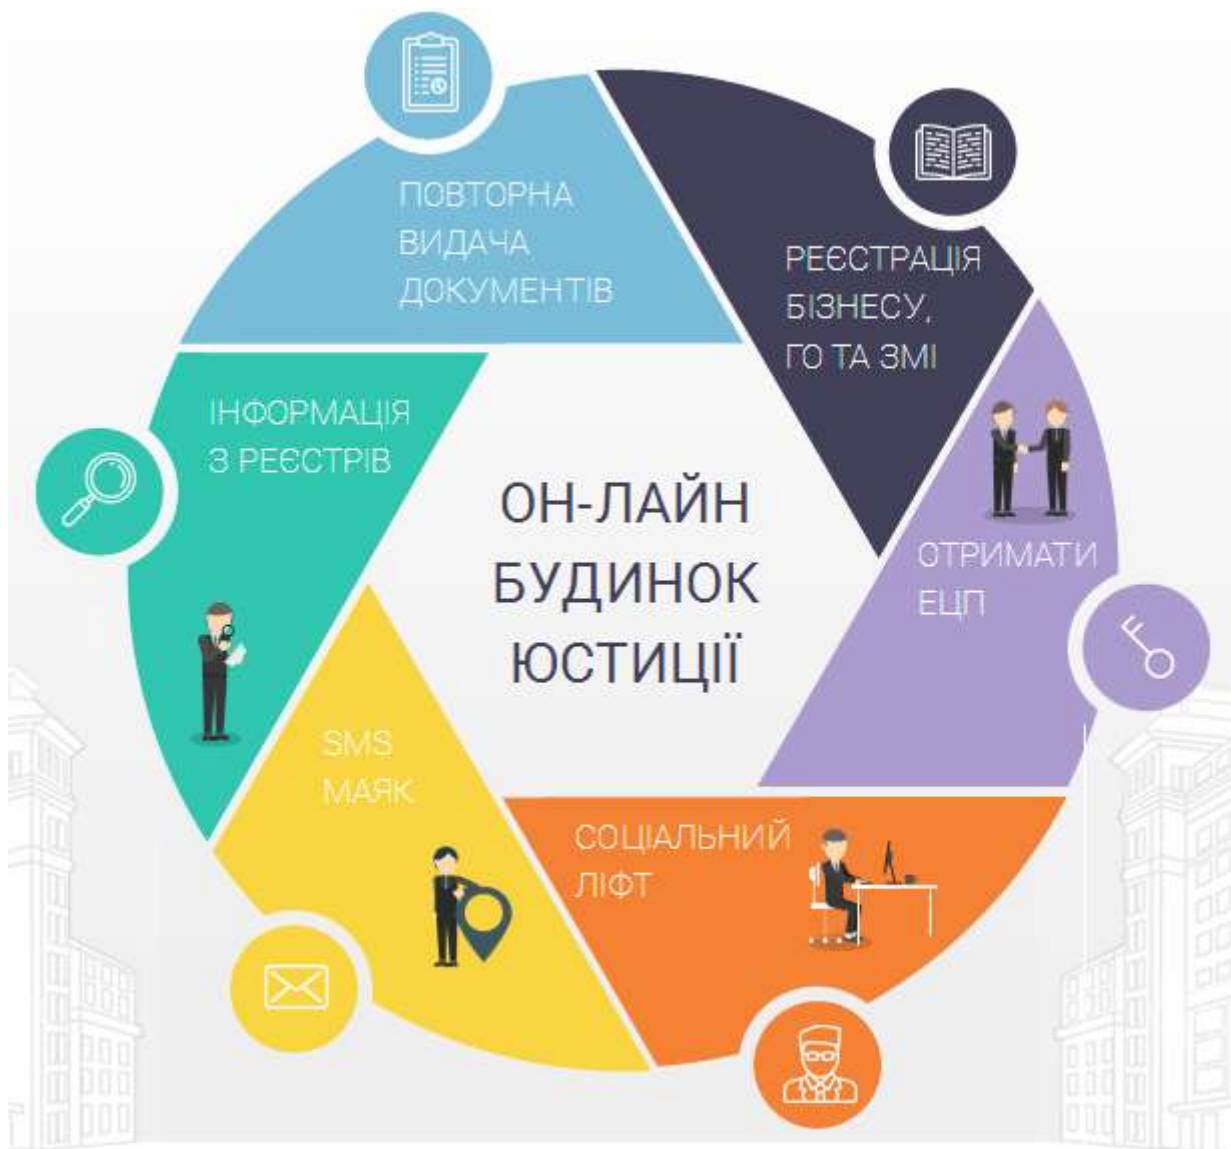 ПОВТОРНА
ВИДАЧА
ДОКУМЕНТІВ
РЕЄСТРАЦІЯ
БІЗНЕСУ,
ГО ТА ЗМІ
ІНФОРМАЦІЯ
З РЕЄСТРІВ
ОН-ЛАЙН
БУДИНОК
ЮСТИЦІЇ
ОТРИМАТИ
ЕЦП
SMS
МАЯК
СОЦІАЛЬНИЙ
ЛІФТ